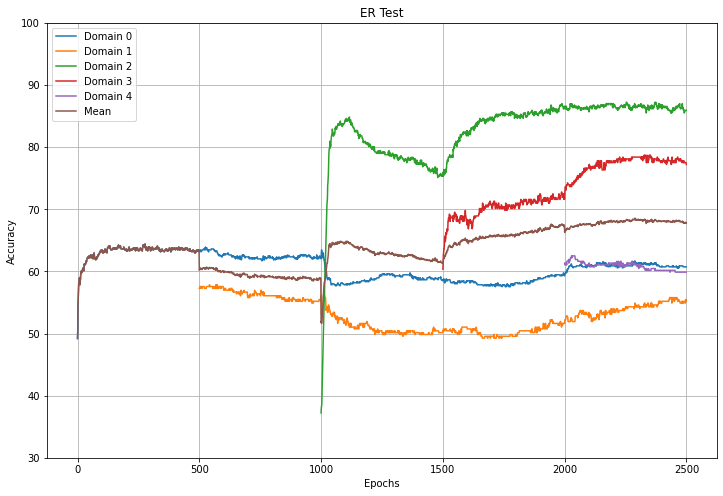 ER Test
100
90
80
70
60
50
40
30
Accuracy
Domain 0
Domain 1
Domain 2
Domain 3
Domain 4
Mean
0 500 1000 1500 2000 2500
Epochs